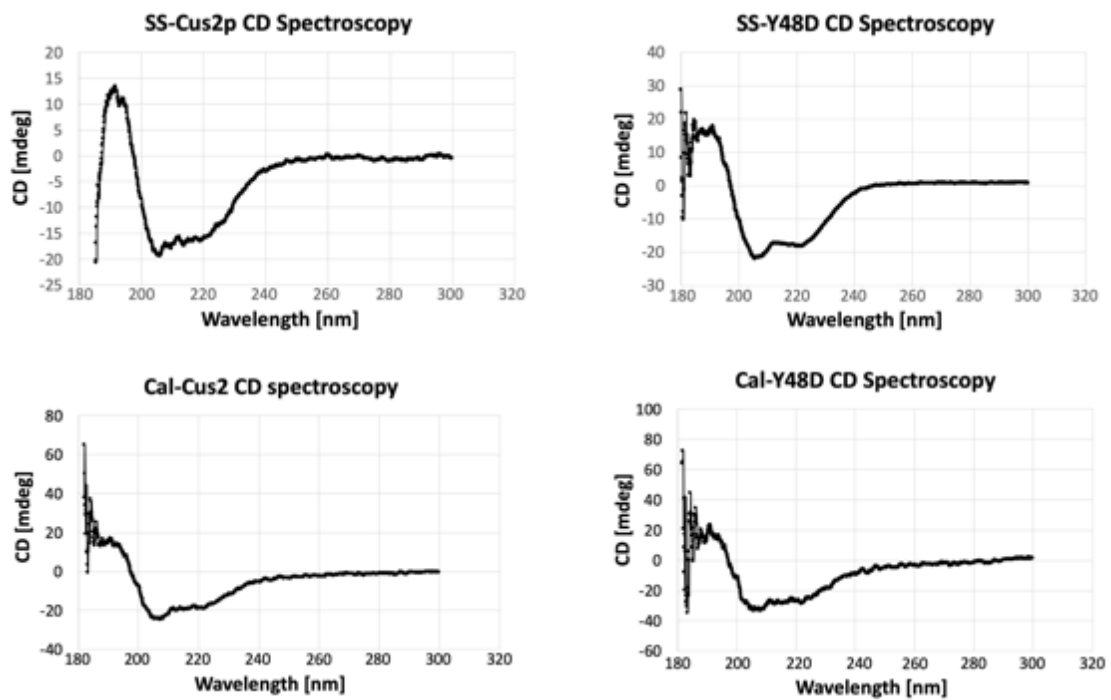 SS-Cus2p CD Spectroscopy
CD [mdeg]
20
15
10
5
0
-5
-10
-15
-20
-25
180 200 220 240 260 280 300 320
Wavelength [nm]
SS-Y48D CD Spectroscopy
CD [mdeg]
40
30
20
10
0
-10
-20
-30
180 200 220 240 260 280 300 320
Wavelength [nm]
Cal-Cus2 CD spectroscopy
CD [mdeg]
80
60
40
20
0
-20
-40
180 200 220 240 260 280 300 320
Wavelength [nm]
Cal-Y48D CD Spectroscopy
CD [mdeg]
100
80
60
40
20
0
-20
-40
-60
180 200 220 240 260 280 300 320
Wavelength [nm]